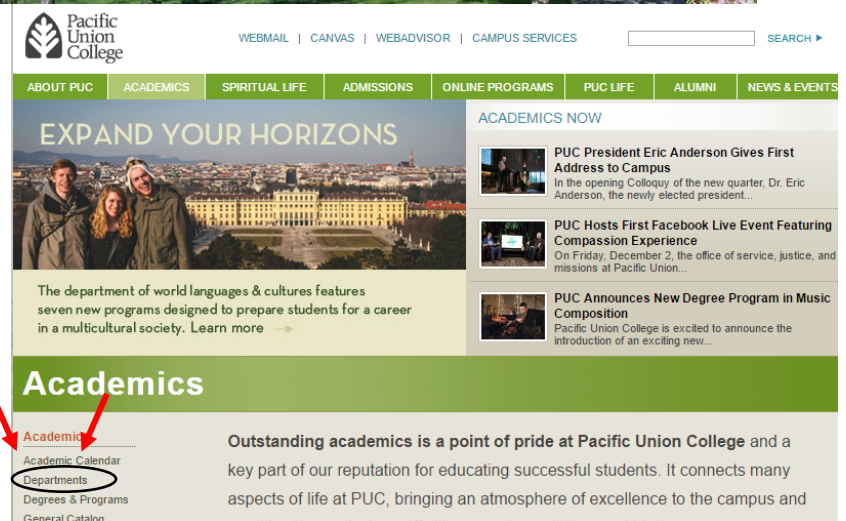 Pacific
Union
College
WEBMAIL | CANVAS | WEBADVISOR | CAMPUS SERVICES
SEARCH
ABOUT PUC ACADEMICS SPIRITUAL LIFE ADMISSIONS ONLINE PROGRAMS PUC LIFE ALUMNI NEWS & EVENTS
EXPAND YOUR HORIZONS
The department of world languages & cultures features
seven new programs designed to prepare students for a career
in a multicultural society. Learn more
ACADEMICS NOW
PUC President Eric Anderson Gives First
Address to Campus
In the opening Colloquy of the new quarter, Dr. Eric
Anderson, the newly elected president...
PUC Hosts First Facebook Live Event Featuring
Compassion Experience
On Friday, December 2, the office of service, justice, and
missions at Pacific Union...
PUC Announces New Degree Program in Music
Composition
Pacific Union College is excited to announce the
introduction of an exciting new...
Academics
Academics
Academic Calendar
Departments
Degrees & Programs
General Catalog
Outstanding academics is a point of pride at Pacific Union College and a
key part of our reputation for educating successful students. It connects many
aspects of life at PUC, bringing an atmosphere of excellence to the campus and